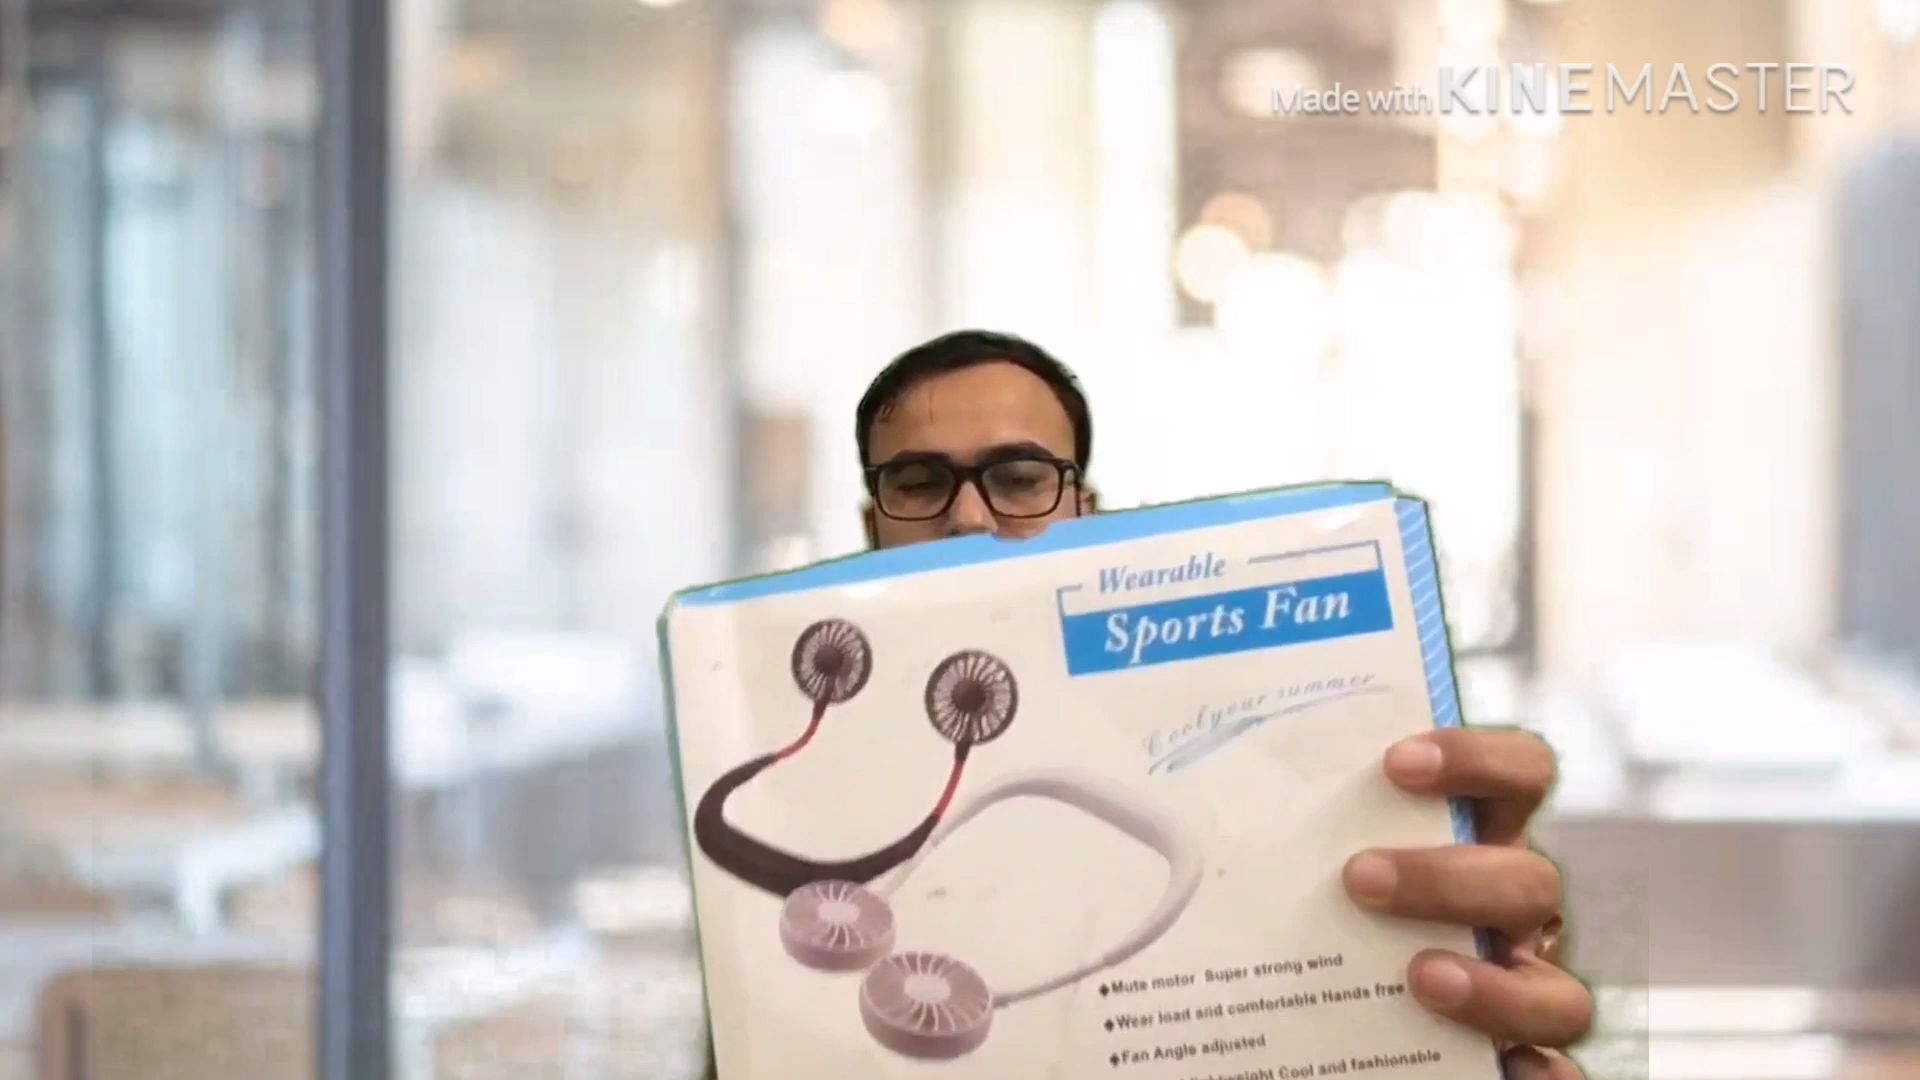 Made with KINEMASTER
Wearable
Sports Fan
Cool your summer
◆Mute motor Super strong wind
◆Wear load and comfortable Hands free
◆Fan Angle adjusted
Cool and fashionable